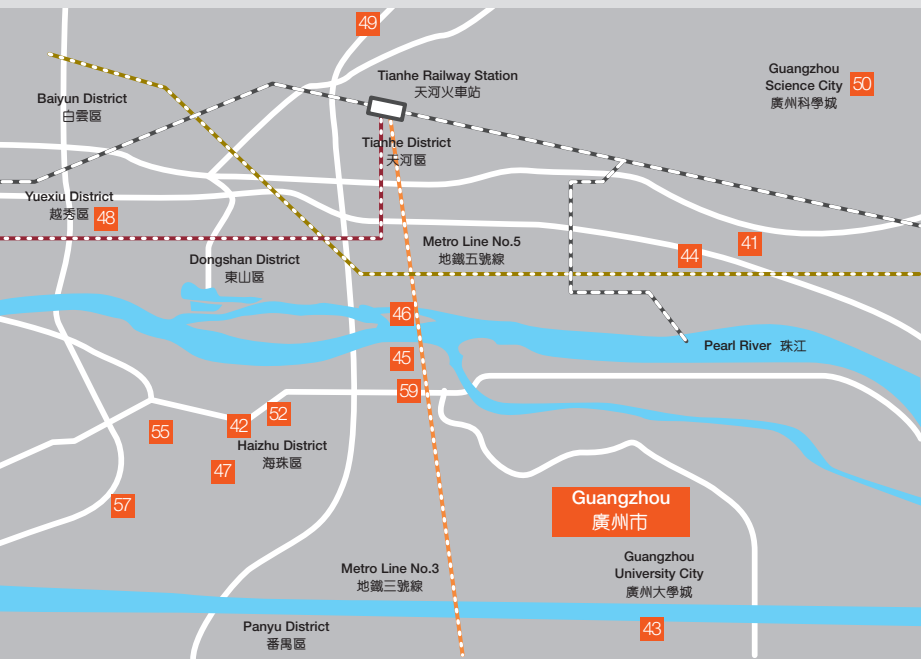 49
Tianhe Railway Station
天河火車站
Guangzhou
Science City
廣州科學城
50
Baiyun District
白雲區
Tianhe District
天河區
Yuexiu District
越秀區
48
Metro Line No.5
地鐵五號線
41
44
Dongshan District
東山區
46
Pearl River 珠江
45
59
52
42
55
Haizhu District
海珠區
47
57
Guangzhou
廣州市
Guangzhou
University City
廣州大學城
Metro Line No.3
地鐵三號線
43
Panyu District
番禺區